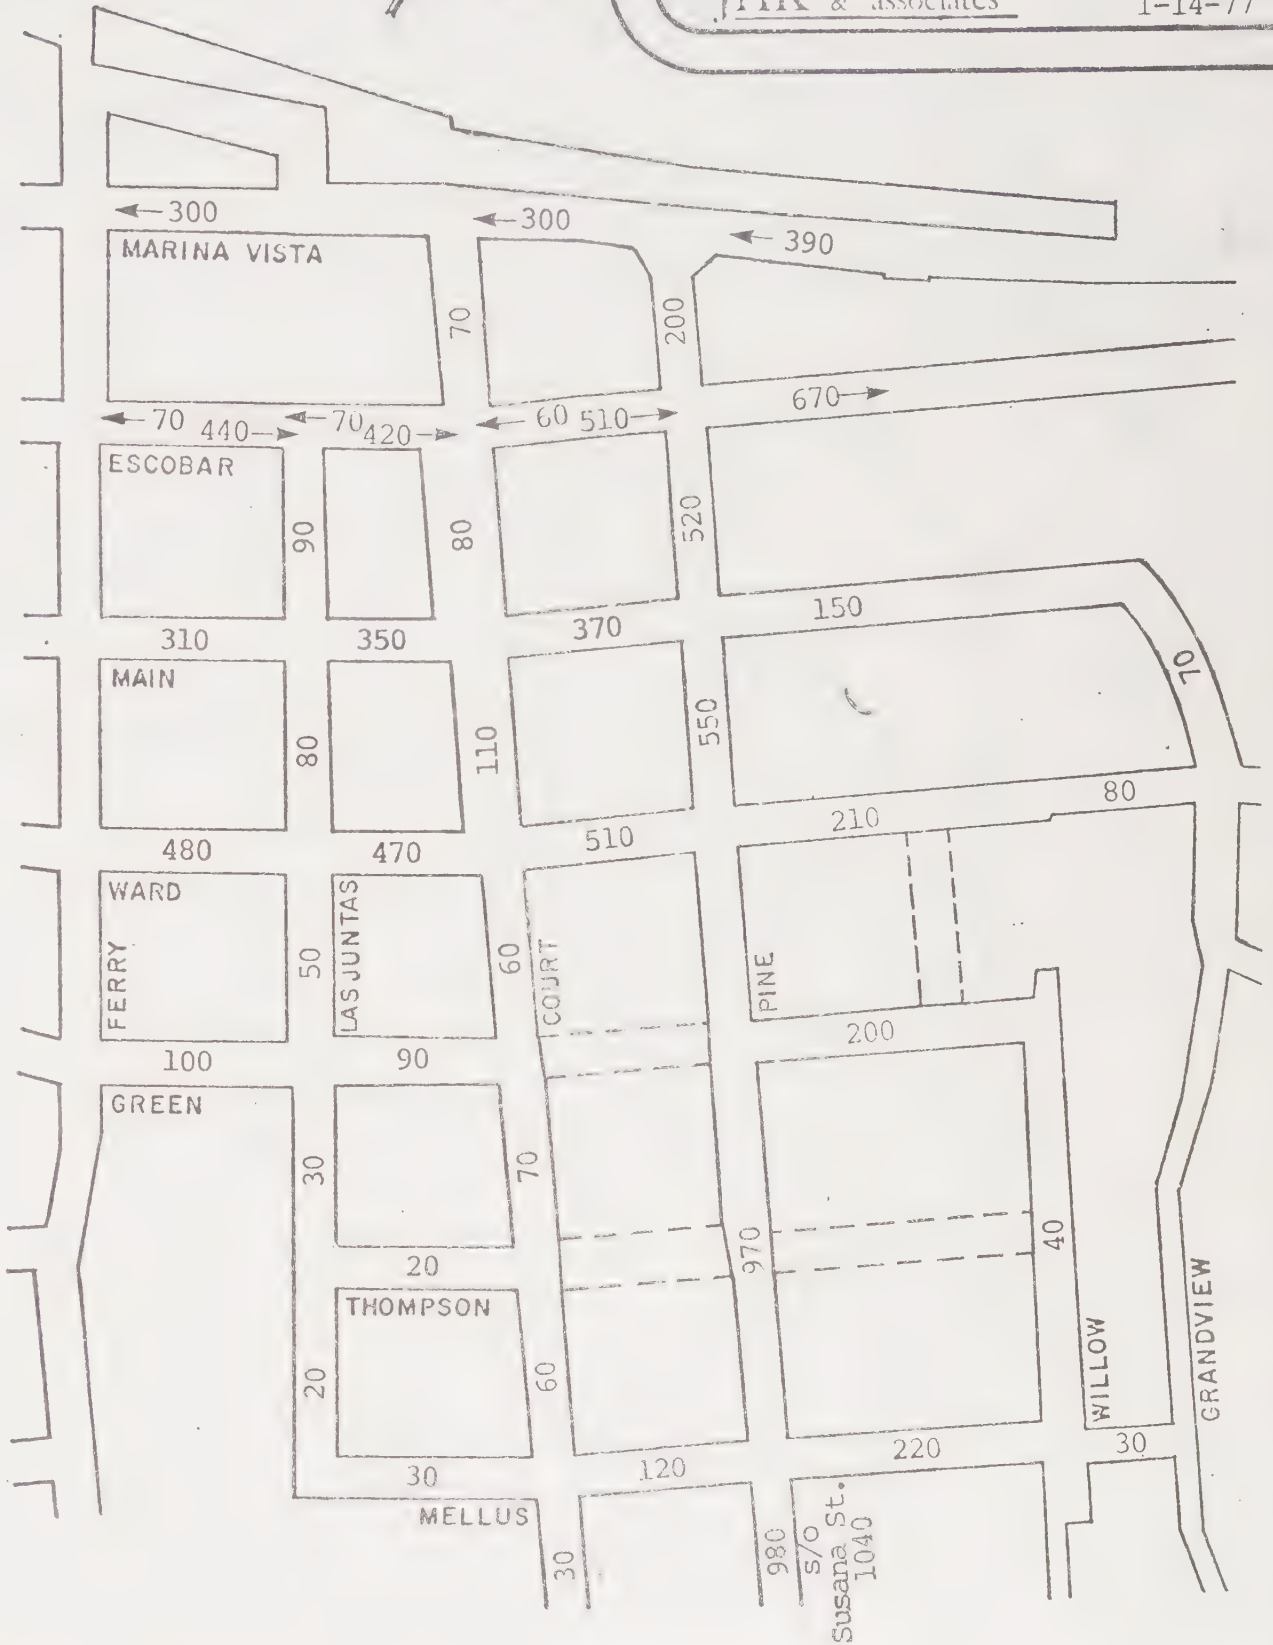 & associates 1-14-77
←300
←300
← 390
MARINA VISTA
70
200
670→
← 70 440→ ←70 420→ ← 60 510→
ESCOBAR
90
80
520
310
350
370
150
MAIN
80
110
550
70
480
470
510
210
80
WARD
FERRY
50
LAS JUNTAS
60
COURT
PINE
100
90
200
GREEN
30
70
20
970
40
THOMPSON
20
60
WILLOW
GRANDVIEW
30
120
220
30
MELLUS
30
980
s/o
Susana St.
1040